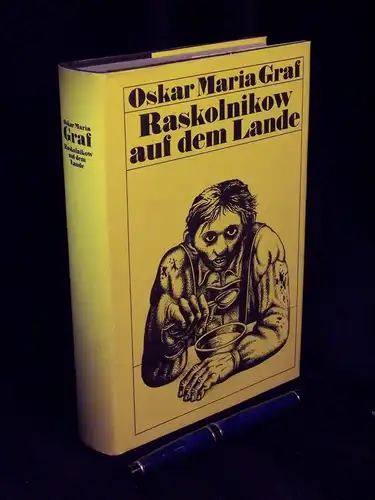 Oskar Maria Graf
Raskolnikow
auf dem Lande
Oskar Maria
Graf
Raskolnikow
auf dem
Lande